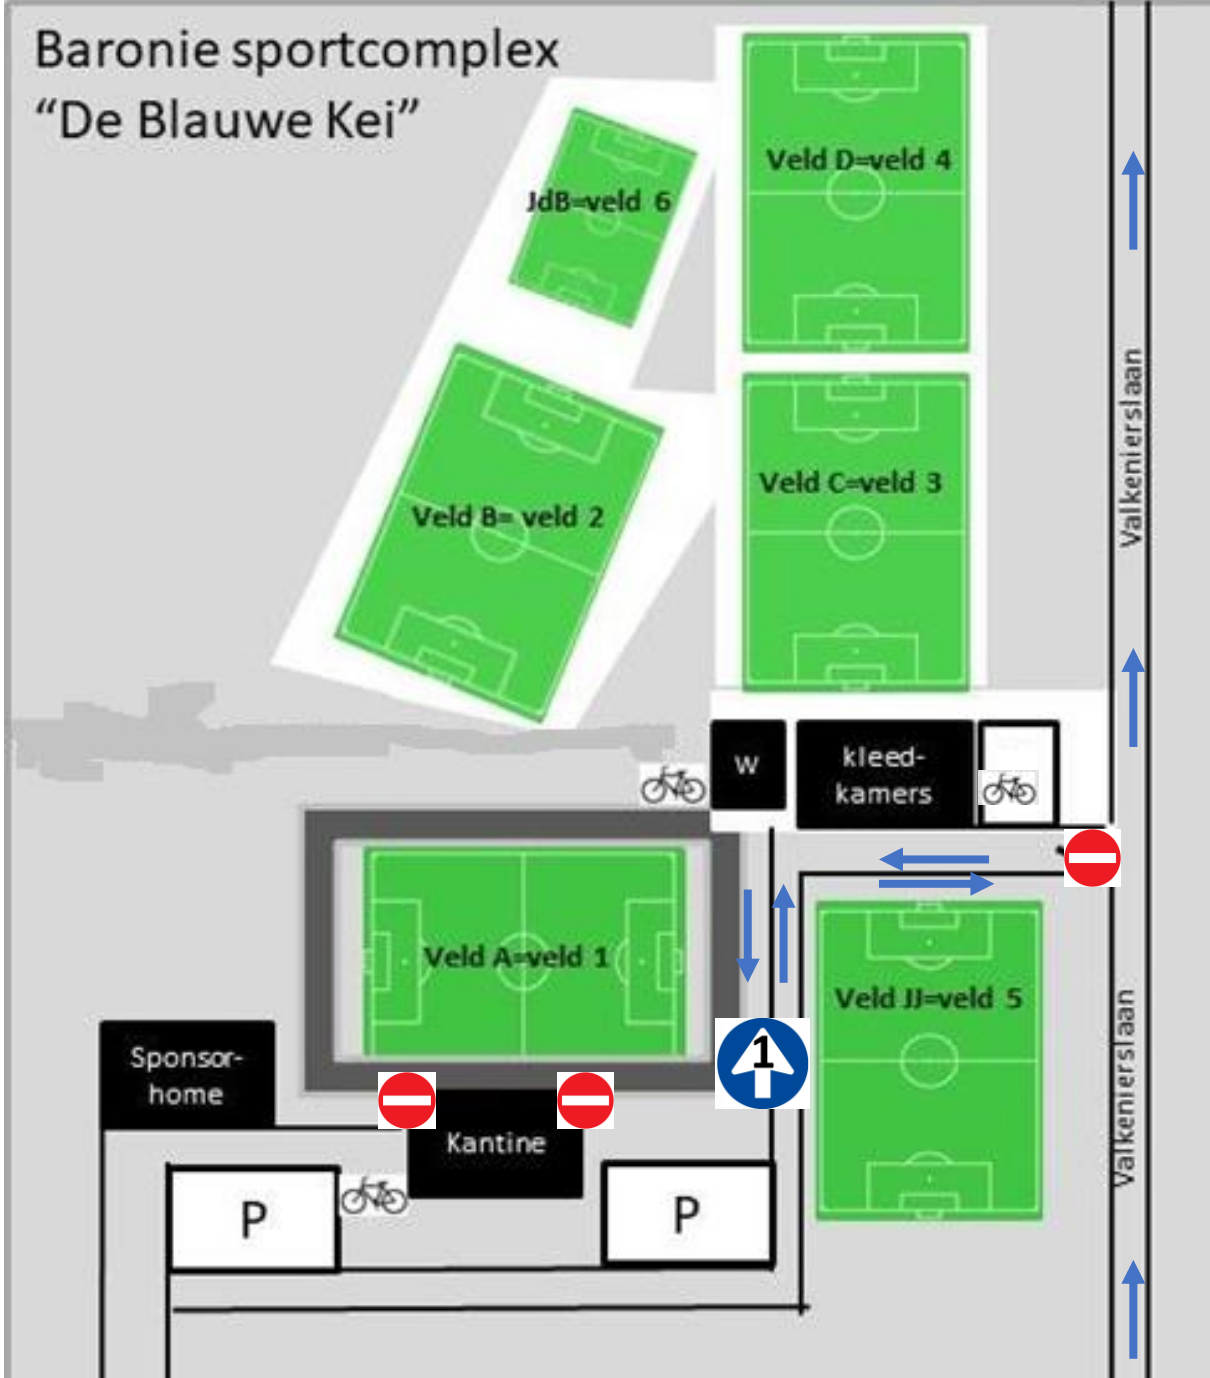 Baronie sportcomplex
“De Blauwe Kei”
Veld D=veld 4
JdB=veld 6
Valkenierslaan
Veld C=veld 3
Veld B= veld 2
W
kleed-
kamers
Veld A=veld 1
Veld JJ=veld 5
Valkenierslaan
1
Sponsor-
home
Kantine
P
P